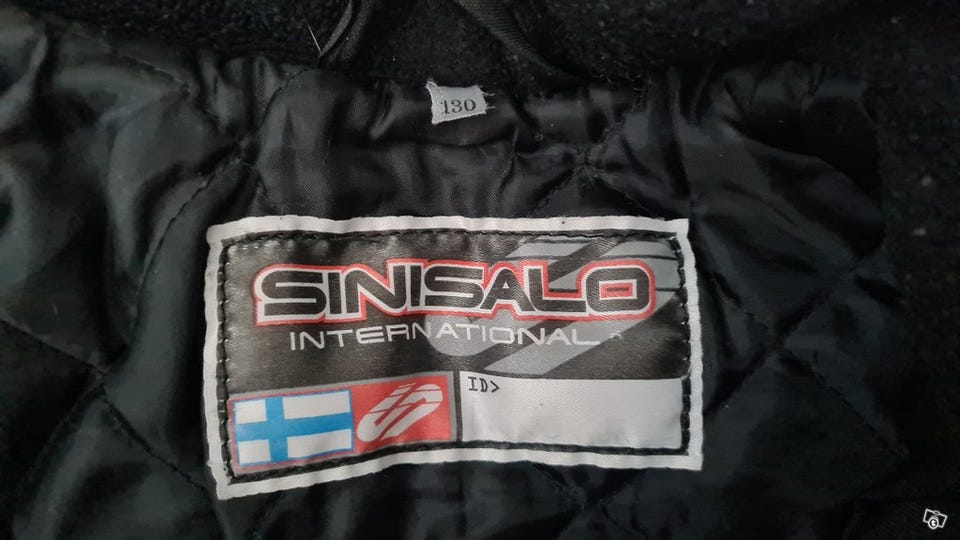 130
SINISALO
INTERNATIONAL
ID>